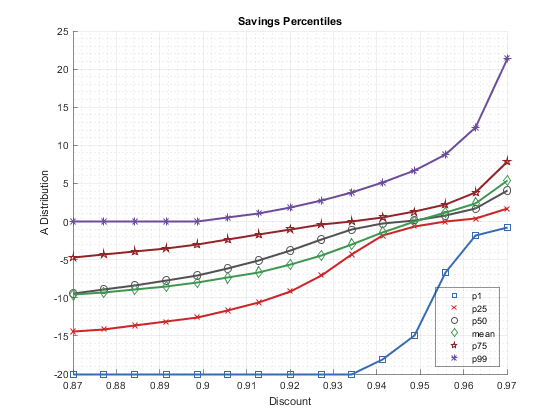 Savings Percentiles
A Distribution
25
20
15
10
5
0
-5
-10
-15
-20
0.87 0.88 0.89 0.9 0.91 0.92 0.93 0.94 0.95 0.96 0.97
Discount
p1
p25
p50
mean
p75
p99